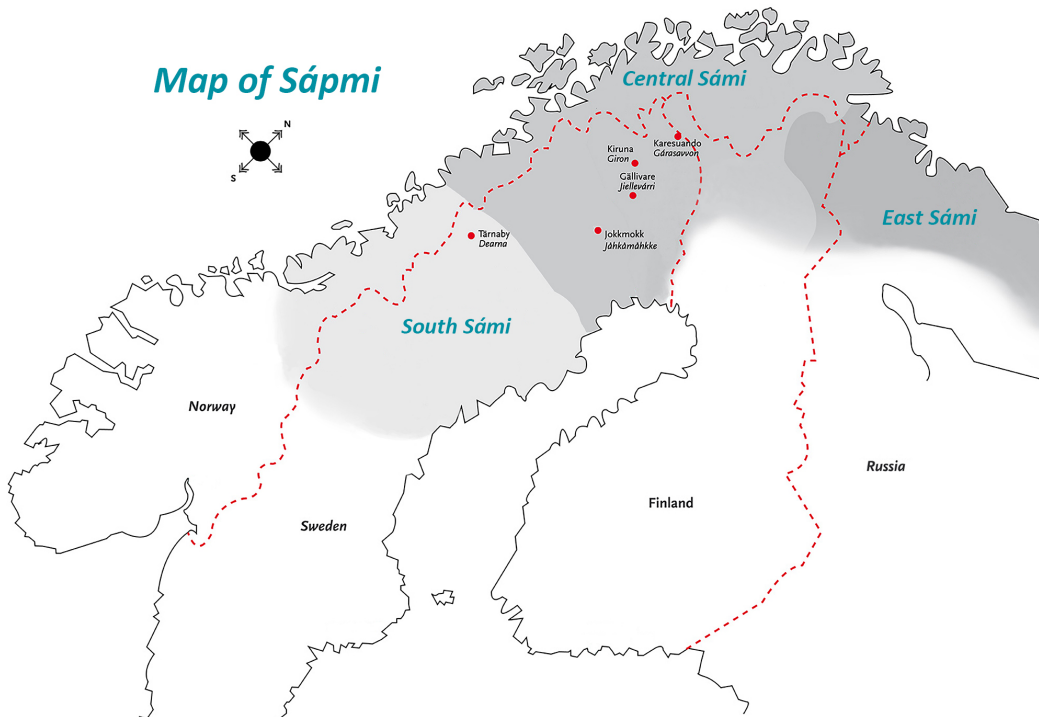 Map of Sápmi
N
S
Central Sámi
Karesuando
Gárasavvon
Kiruna
Giron
Gällivare
Jiellevárri
Jokkmokk
Jåhkåmåhkke
Tärnaby
Dearna
East Sámi
South Sámi
Norway
Sweden
Finland
Russia